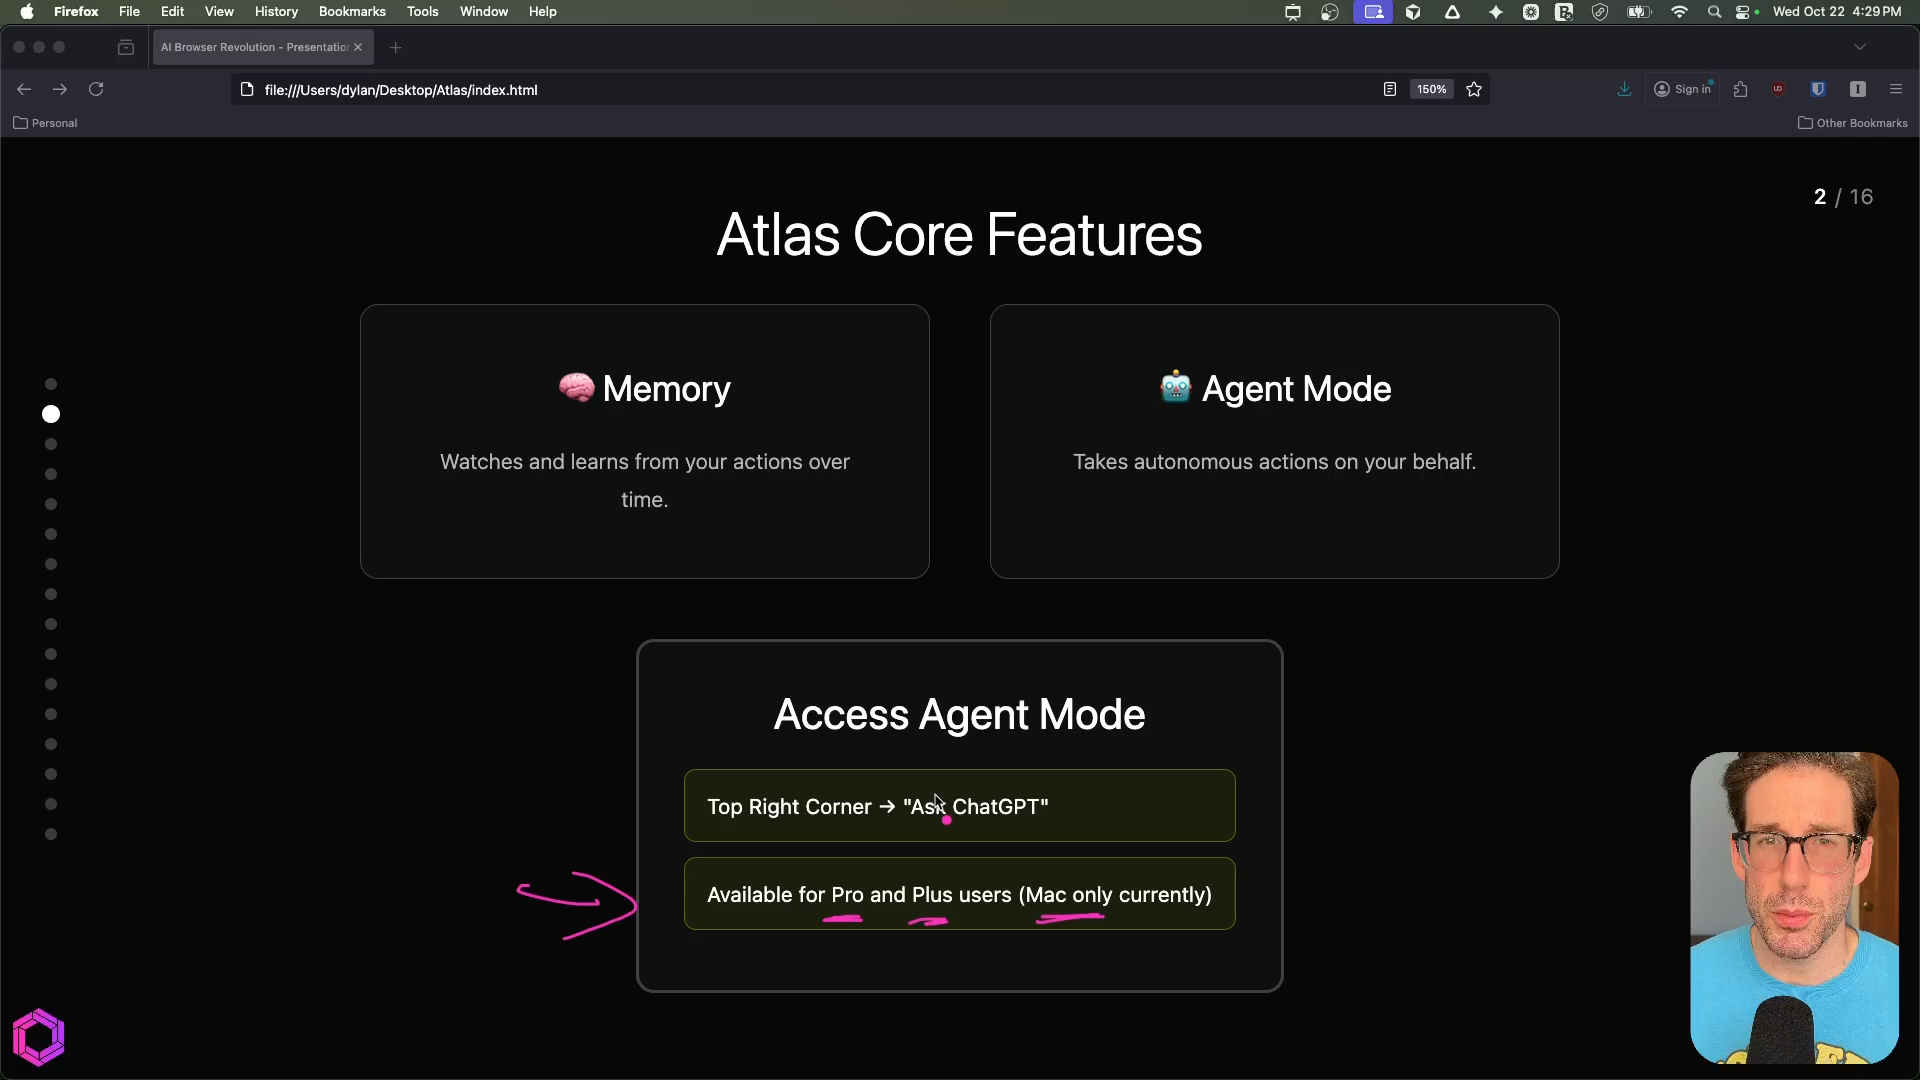 Firefox File Edit View History Bookmarks Tools Window Help Wed Oct 22 4:29 PM
AI Browser Revolution - Presentation
file:///Users/dylan/Desktop/Atlas/index.html 150% Sign in
Personal Other Bookmarks
2 / 16
Atlas Core Features
Memory
Watches and learns from your actions over
time.
Agent Mode
Takes autonomous actions on your behalf.
Access Agent Mode
Top Right Corner → "Ask ChatGPT"
Available for Pro and Plus users (Mac only currently)